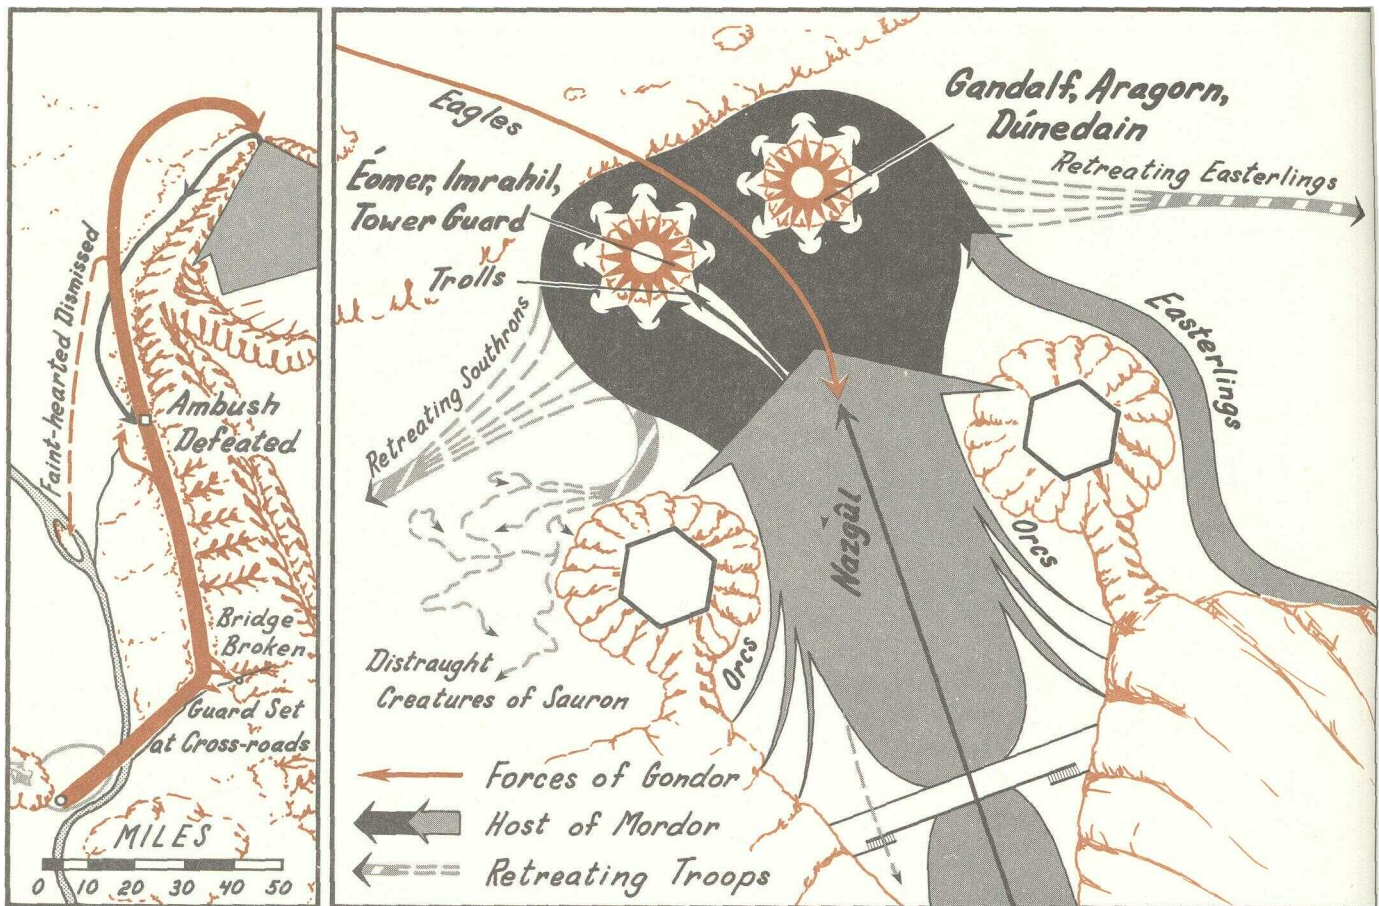 Faint-hearted Dismissed
Ambush
Defeated
Bridge
Broken
Guard Set
at Cross-roads
MILES
0 10 20 30 40 50
Eagles
Gandalf, Aragorn,
Dúnedain
Éomer, Imrahil,
Tower Guard
Trolls
Retreating Easterlings
Retreating Southrons
Easterlings
Nazgûl
Orcs
Orcs
Distraught
Creatures of Sauron
Forces of Gondor
Host of Mordor
Retreating Troops